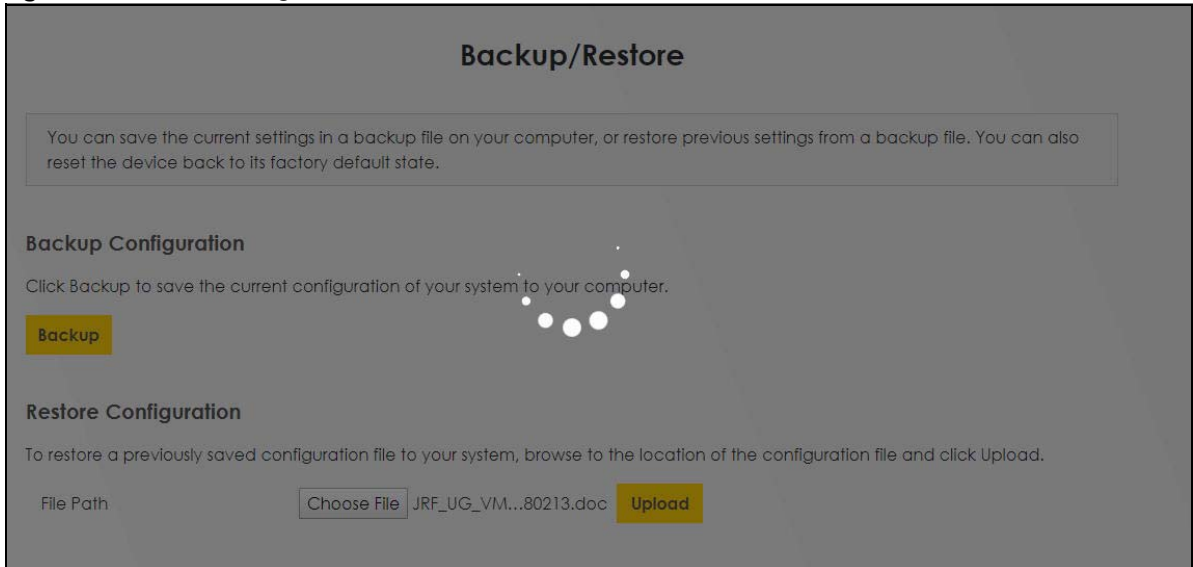 Backup/Restore
You can save the current settings in a backup file on your computer, or restore previous settings from a backup file. You can also
reset the device back to its factory default state.
Backup Configuration
Click Backup to save the current configuration of your system to your computer.
Backup
Restore Configuration
To restore a previously saved configuration file to your system, browse to the location of the configuration file and click Upload.
File Path Choose File JRF_UG_VM...80213.doc Upload